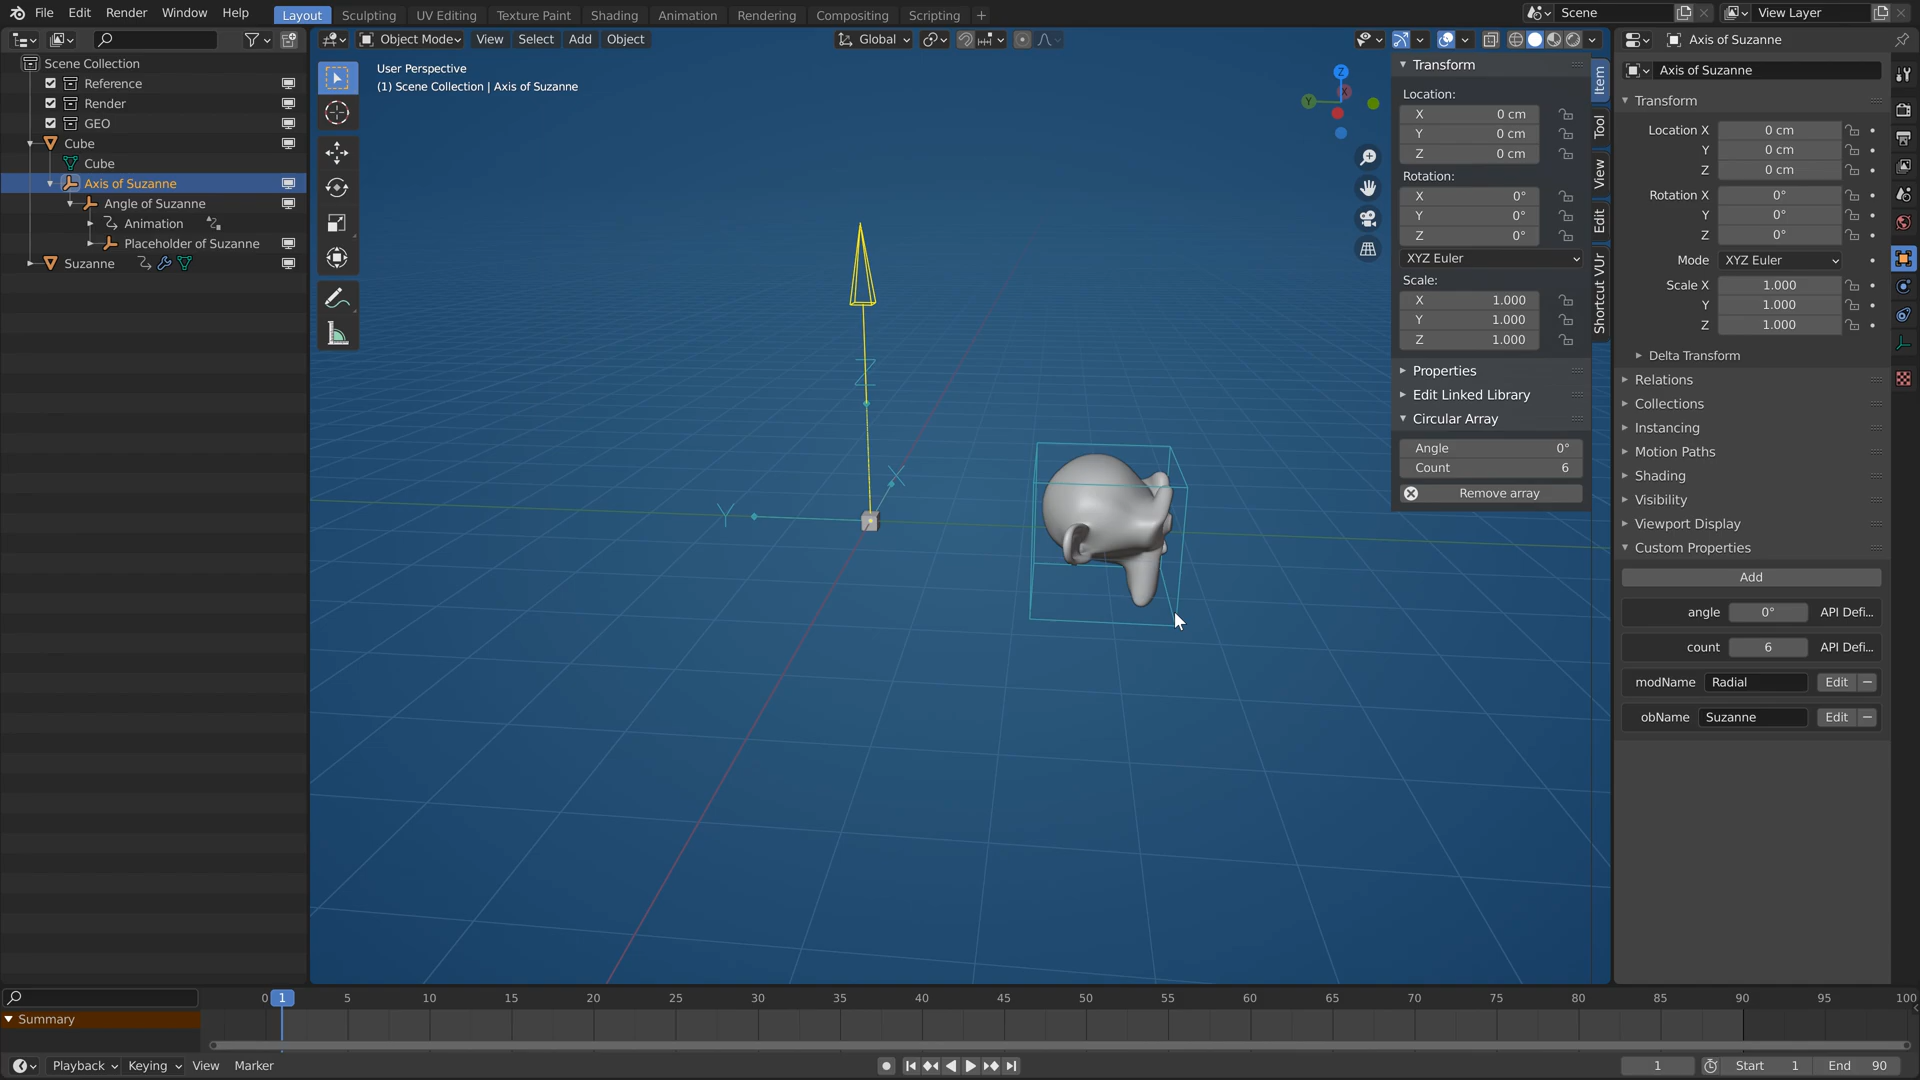 File Edit Render Window Help Layout Sculpting UV Editing Texture Paint Shading Animation Rendering Compositing Scripting + Scene View Layer
Object Mode View Select Add Object Global Axis of Suzanne
Scene Collection
Reference
Render
GEO
Cube
Cube
Axis of Suzanne
Angle of Suzanne
Animation
Placeholder of Suzanne
Suzanne
User Perspective
(1) Scene Collection | Axis of Suzanne
Z
X
Y
Z
X
Y
Transform
Location:
X 0 cm
Y 0 cm
Z 0 cm
Rotation:
X 0°
Y 0°
Z 0°
XYZ Euler
Scale:
X 1.000
Y 1.000
Z 1.000
Properties
Edit Linked Library
Circular Array
Angle 0°
Count 6
Remove array
Item
Tool
View
Edit
Shortcut VUr
Axis of Suzanne
Transform
Location X 0 cm
Y 0 cm
Z 0 cm
Rotation X 0°
Y 0°
Z 0°
Mode XYZ Euler
Scale X 1.000
Y 1.000
Z 1.000
Delta Transform
Relations
Collections
Instancing
Motion Paths
Shading
Visibility
Viewport Display
Custom Properties
Add
angle 0° API Defi...
count 6 API Defi...
modName Radial Edit
obName Suzanne Edit
0 1 5 10 15 20 25 30 35 40 45 50 55 60 65 70 75 80 85 90 95 100
Summary
Playback Keying View Marker 1 Start 1 End 90